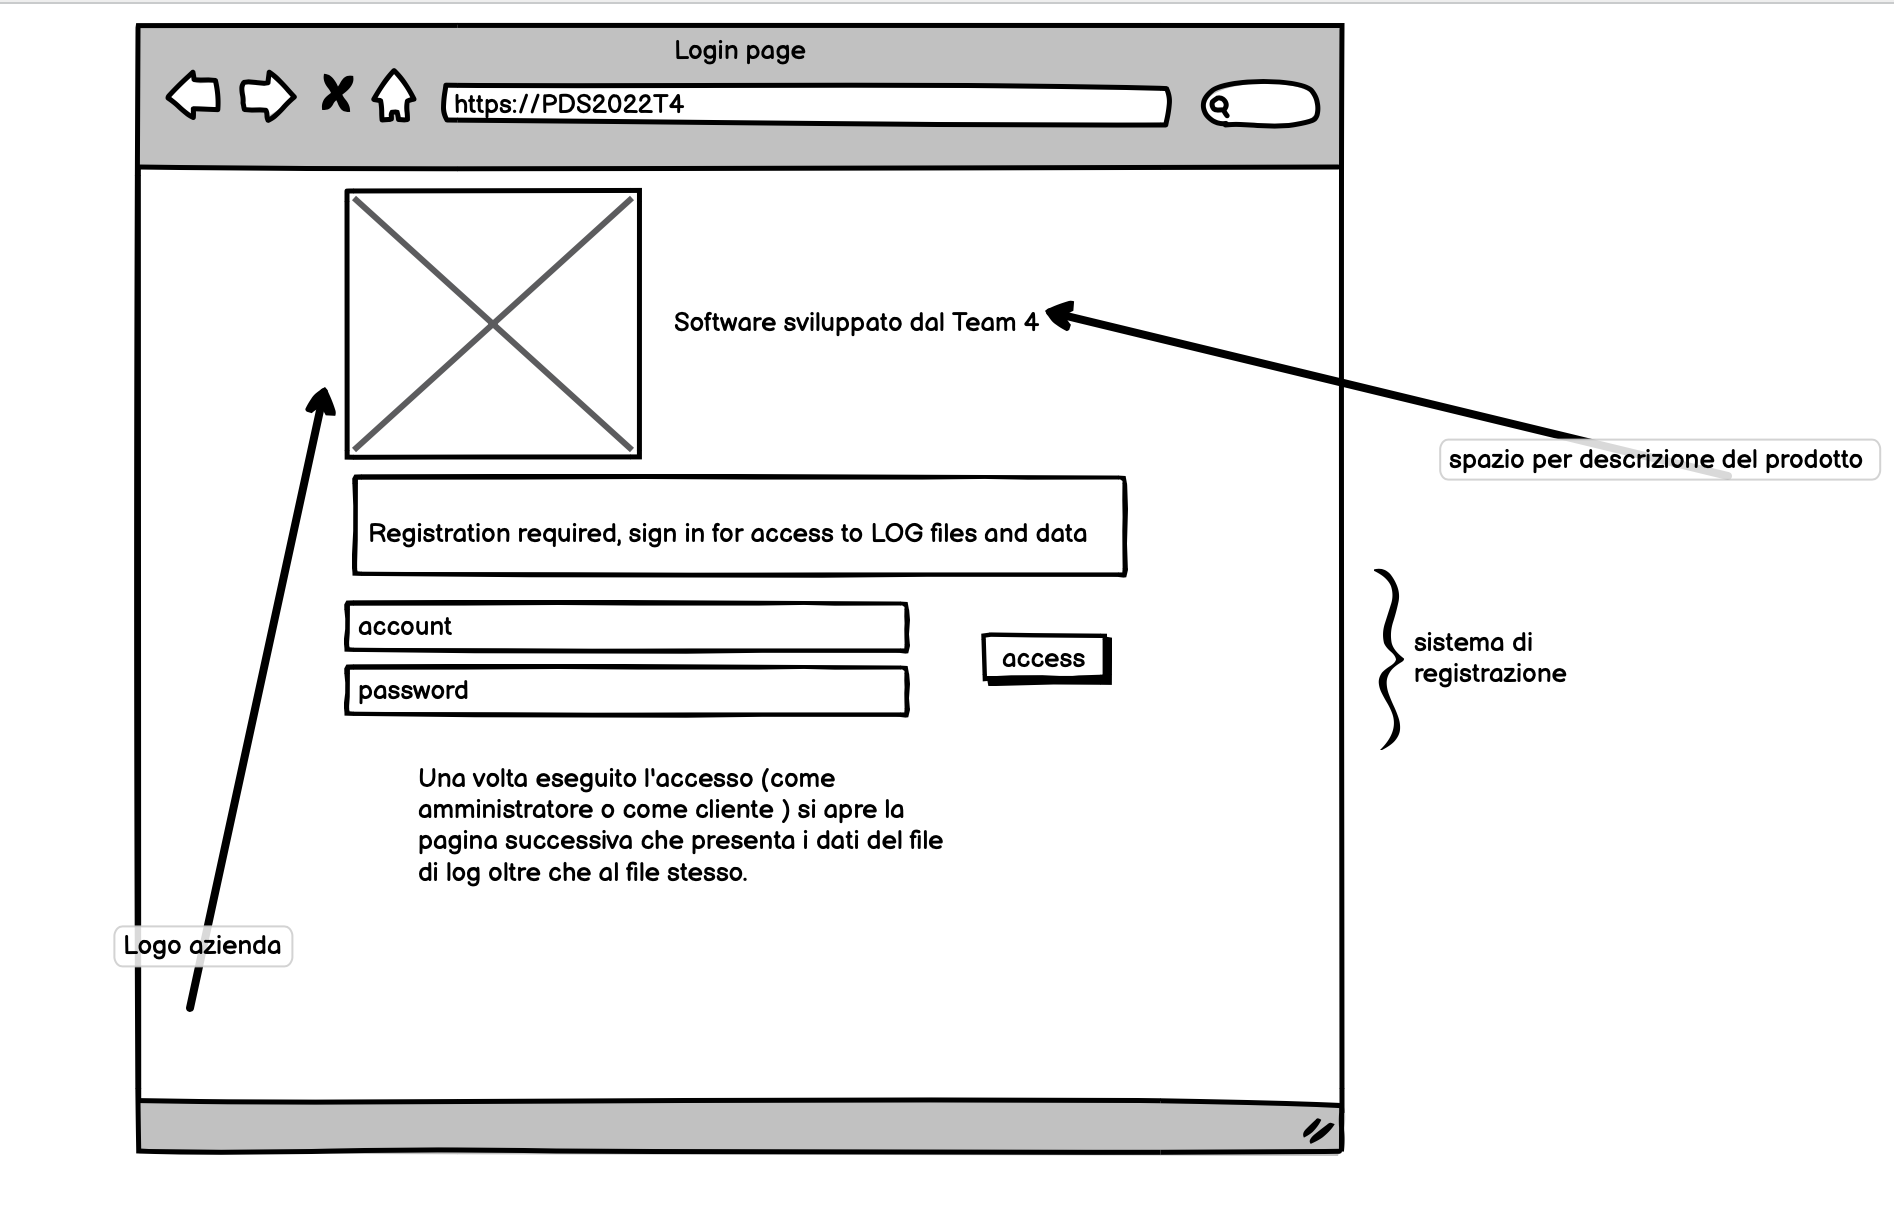 Login page
https://PDS2022T4
Software sviluppato dal Team 4
spazio per descrizione del prodotto
Registration required, sign in for access to LOG files and data
account
access
password
sistema di
registrazione
Una volta eseguito l'accesso (come
amministratore o come cliente ) si apre la
pagina successiva che presenta i dati del file
di log oltre che al file stesso.
Logo azienda